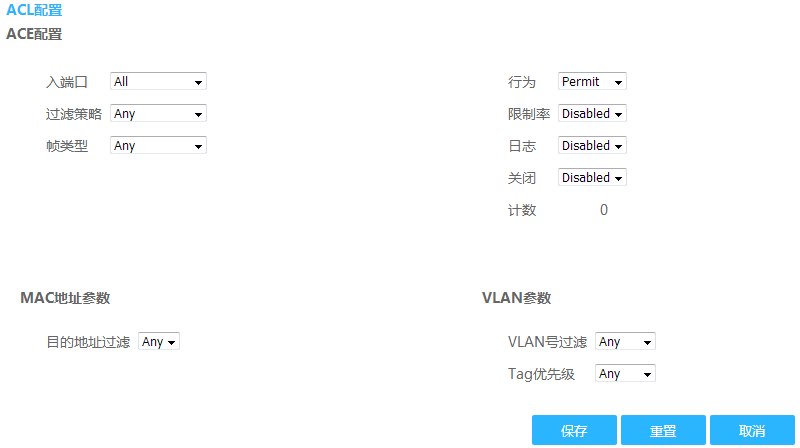 ACL配置
ACE配置
入端口 All
过滤策略 Any
帧类型 Any
行为 Permit
限制率 Disabled
日志 Disabled
关闭 Disabled
计数 0
MAC地址参数
目的地址过滤 Any
VLAN参数
VLAN号过滤 Any
Tag优先级 Any
保存 重置 取消